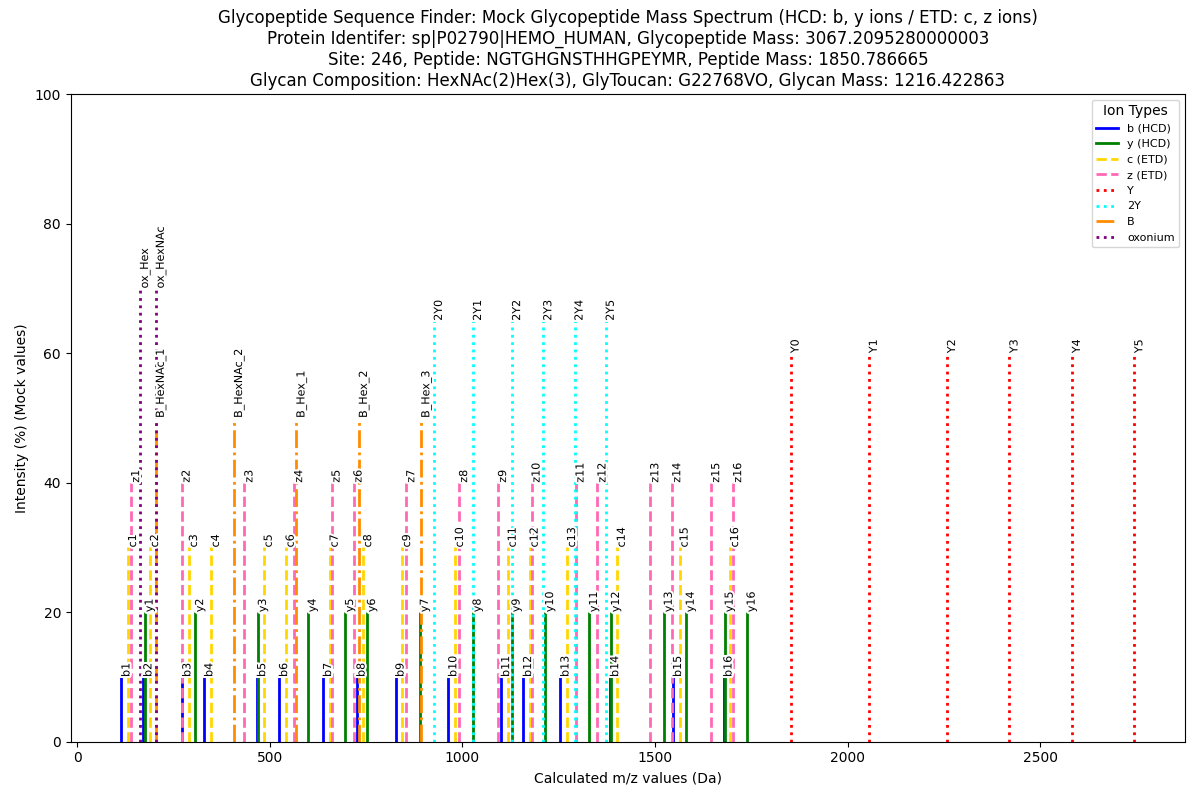 Glycopeptide Sequence Finder: Mock Glycopeptide Mass Spectrum (HCD: b, y ions / ETD: c, z ions)
Protein Identifer: sp|P02790|HEMO_HUMAN, Glycopeptide Mass: 3067.2095280000003
Site: 246, Peptide: NGTGHGNSTHHGPEYMR, Peptide Mass: 1850.786665
Glycan Composition: HexNAc(2)Hex(3), GlyToucan: G22768VO, Glycan Mass: 1216.422863
100
80
60
40
20
0
Intensity (%) (Mock values)
Ion Types
b (HCD)
y (HCD)
c (ETD)
z (ETD)
Y
2Y
B
oxonium
ox_Hex
ox_HexNAc
2Y0
2Y1
2Y2
2Y3
2Y4
2Y5
Y0
Y1
Y2
Y3
Y4
Y5
B_HexNAc_1
B_HexNAc_2
B_Hex_1
B_Hex_2
B_Hex_3
z1
z2
z3
z4
z5
z6
z7
z8
z9
z10
z11
z12
z13
z14
z15
z16
c1
c2
c3
c4
c5
c6
c7
c8
c9
c10
c11
c12
c13
c14
c15
c16
y1
y2
y3
y4
y5
y6
y7
y8
y9
y10
y11
y12
y13
y14
y15
y16
b1
b2
b3
b4
b5
b6
b7
b8
b9
b10
b11
b12
b13
b14
b15
b16
0
500
1000
1500
2000
2500
Calculated m/z values (Da)